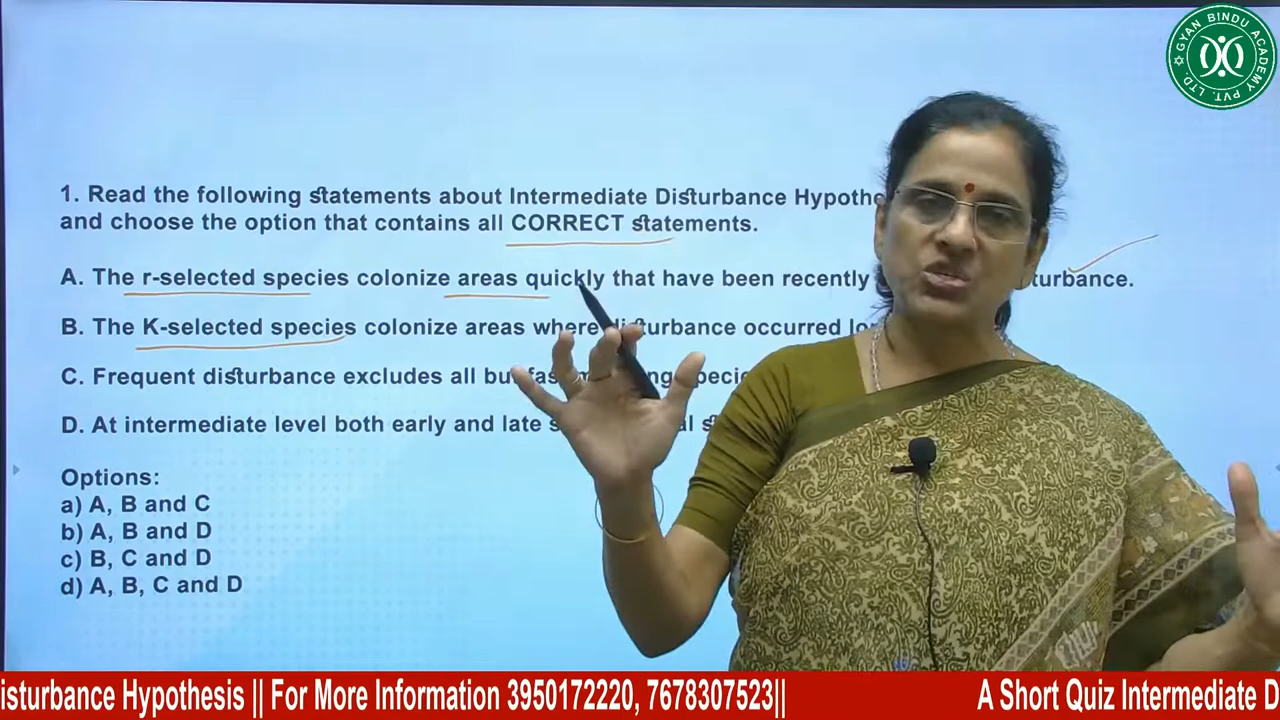 GYAN BINDU ACADEMY PVT. LTD.
1. Read the following statements about Intermediate Disturbance Hypothe
and choose the option that contains all CORRECT statements.
A. The r-selected species colonize areas quickly that have been recently turbance.
B. The K-selected species colonize areas where disturbance occurred lo
C. Frequent disturbance excludes all but
D. At intermediate level both early and late
Options:
a) A, B and C
b) A, B and D
c) B, C and D
d) A, B, C and D
isturbance Hypothesis || For More Information 3950172220, 7678307523|| A Short Quiz Intermediate D